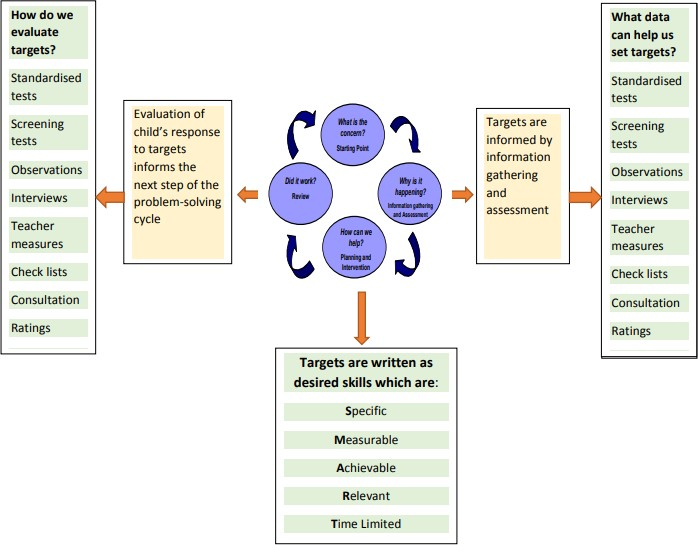 How do we
evaluate
targets?
Standardised
tests
Screening
tests
Observations
Interviews
Teacher
measures
Check lists
Consultation
Ratings
Evaluation of
child's response
to targets
informs the
next step of the
problem-solving
cycle
What is the
concern?
Starting Point
Why is it
happening?
Information gathering
and Assessment
How can we
help?
Planning and
Intervention
Did it work?
Review
Targets are
informed by
information
gathering
and
assessment
What data
can help us
set targets?
Standardised
tests
Screening
tests
Observations
Interviews
Teacher
measures
Check lists
Consultation
Ratings
Targets are written as
desired skills which are:
Specific
Measurable
Achievable
Relevant
Time Limited